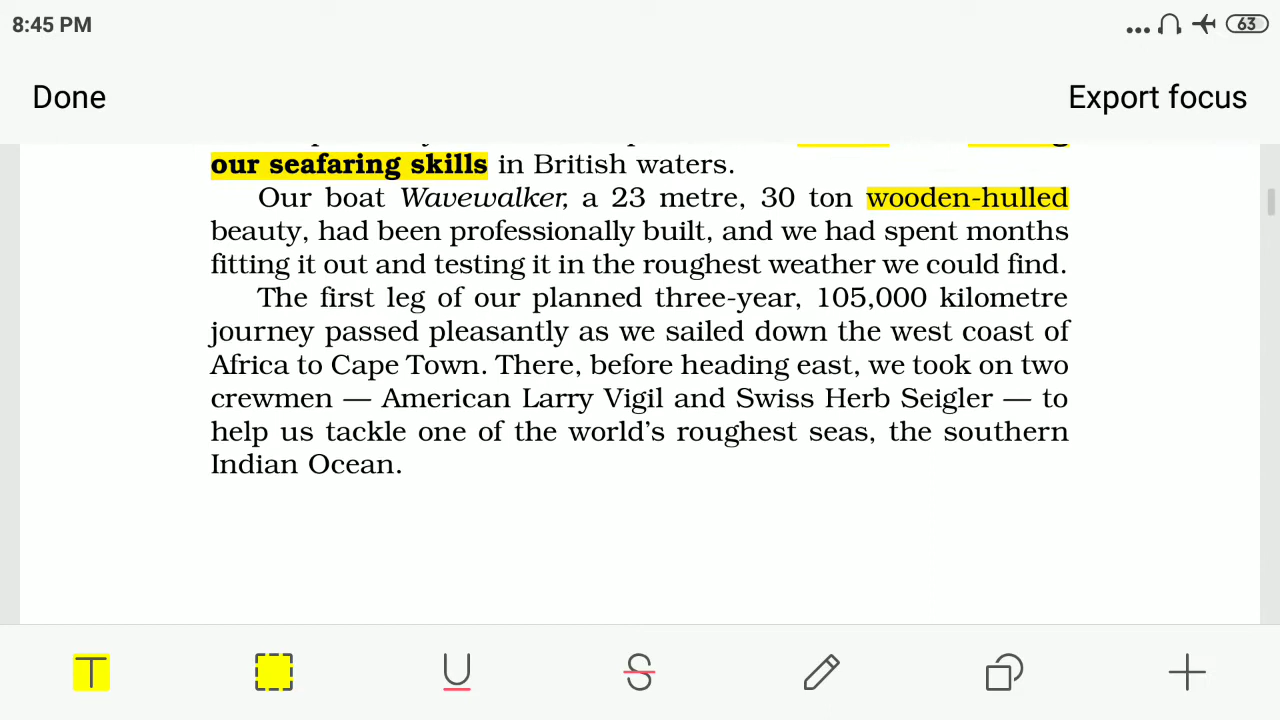 8:45 PM
63
Done
Export focus
our seafaring skills in British waters.
Our boat Wavewalker, a 23 metre, 30 ton wooden-hulled
beauty, had been professionally built, and we had spent months
fitting it out and testing it in the roughest weather we could find.
The first leg of our planned three-year, 105,000 kilometre
journey passed pleasantly as we sailed down the west coast of
Africa to Cape Town. There, before heading east, we took on two
crewmen — American Larry Vigil and Swiss Herb Seigler — to
help us tackle one of the world's roughest seas, the southern
Indian Ocean.
T
U
S